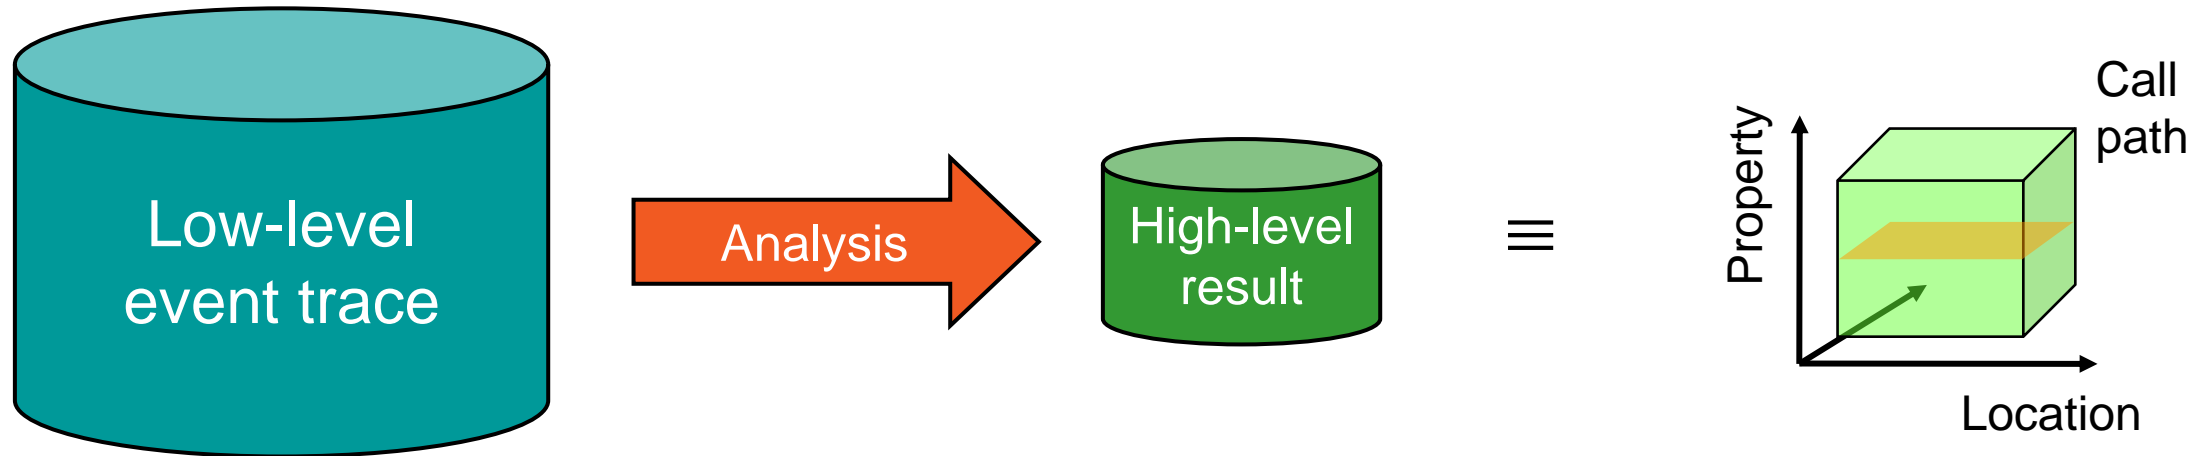 Low-level
event trace
Analysis
High-level
result
≡
Property
Call
path
Location